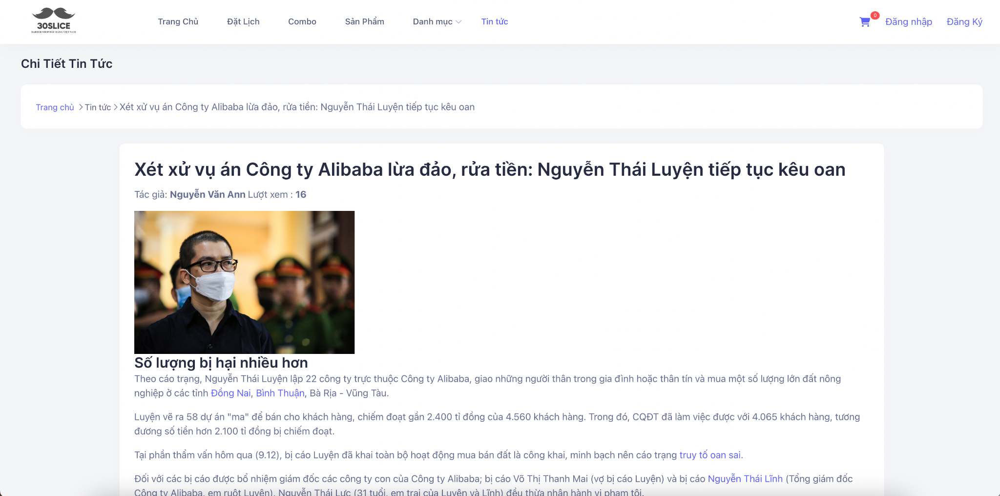 30SLICE
BARBER SHOP ĐẦU HÀNG VIỆT NAM
Trang Chủ
Đặt Lịch
Combo
Sản Phẩm
Danh mục
Tin tức
0
Đăng nhập
Đăng Ký
Chi Tiết Tin Tức
Trang chủ > Tin tức > Xét xử vụ án Công ty Alibaba lừa đảo, rửa tiền: Nguyễn Thái Luyện tiếp tục kêu oan
Xét xử vụ án Công ty Alibaba lừa đảo, rửa tiền: Nguyễn Thái Luyện tiếp tục kêu oan
Tác giả: Nguyễn Văn Ann Lượt xem : 16
Số lượng bị hại nhiều hơn
Theo cáo trạng, Nguyễn Thái Luyện lập 22 công ty trực thuộc Công ty Alibaba, giao những người thân trong gia đình hoặc thân tín và mua một số lượng lớn đất nông
nghiệp ở các tỉnh Đồng Nai, Bình Thuận, Bà Rịa - Vũng Tàu.
Luyện vẽ ra 58 dự án "ma" để bán cho khách hàng, chiếm đoạt gần 2.400 tỉ đồng của 4.560 khách hàng. Trong đó, CQĐT đã làm việc được với 4.065 khách hàng, tương
đương số tiền hơn 2.100 tỉ đồng bị chiếm đoạt.
Tại phần thẩm vấn hôm qua (9.12), bị cáo Luyện đã khai toàn bộ hoạt động mua bán đất là công khai, minh bạch nên cáo trạng truy tố oan sai.
Đối với các bị cáo được bổ nhiệm giám đốc các công ty con của Công ty Alibaba; bị cáo Võ Thị Thanh Mai (vợ bị cáo Luyện) và bị cáo Nguyễn Thái Lĩnh (Tổng giám đốc
Công ty Alibaba, em ruột Luyện), Nguyễn Thái Lực (31 tuổi, em trai của Luyện và Lĩnh) đều thừa nhận hành vi phạm tội.